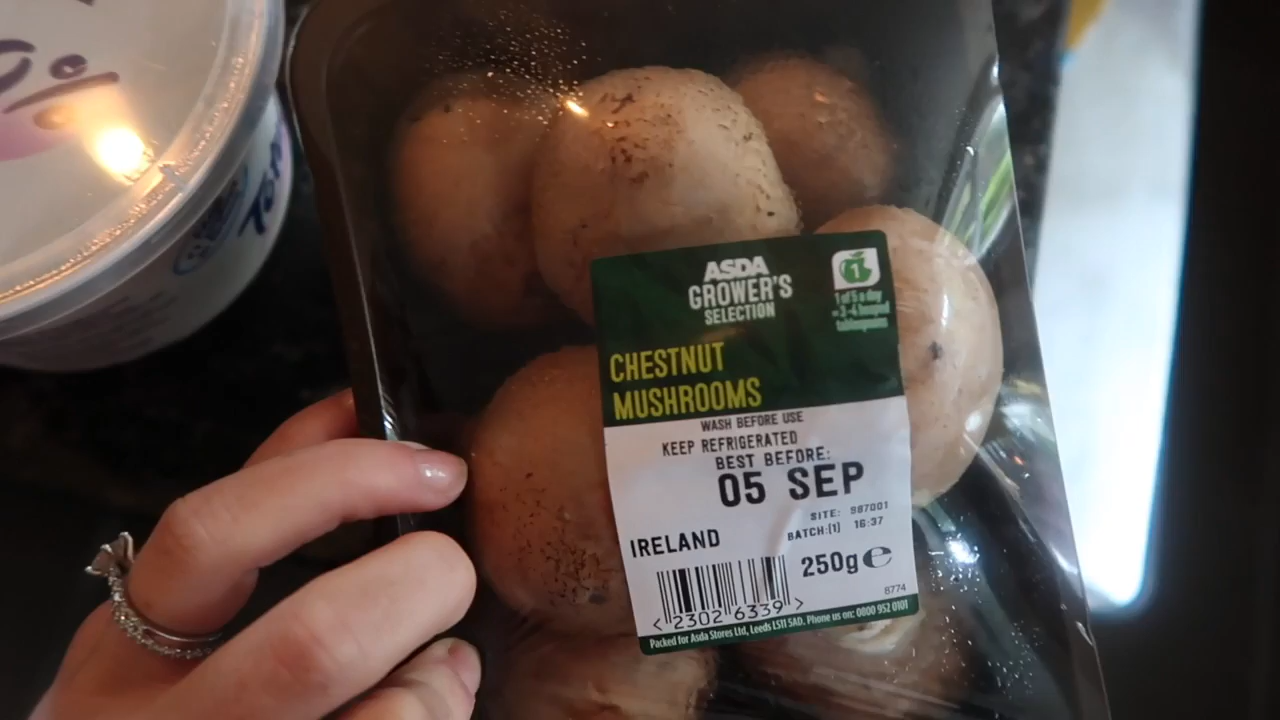 ASDA
GROWER'S
SELECTION
1
1 of 5 a day
= 3-4 heaped
tablespoons
CHESTNUT
MUSHROOMS
WASH BEFORE USE
KEEP REFRIGERATED
BEST BEFORE:
05 SEP
SITE: 987001
BATCH:(1) 16:37
IRELAND
250g e
8774
< 2302 6339 >
Packed for Asda Stores Ltd, Leeds LS11 5AD. Phone us on: 0800 952 0101